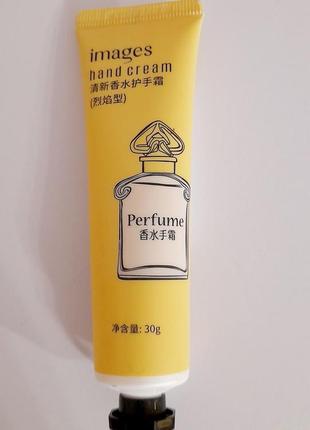 images
hand cream
清新香水护手霜
(烈焰型)
Perfume
香水手霜
净含量: 30g